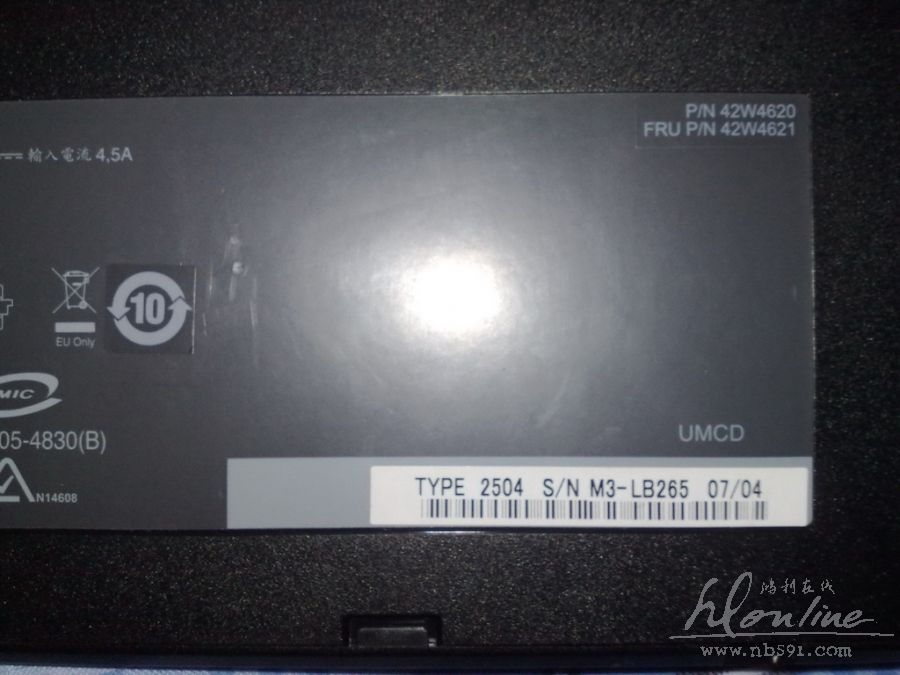 P/N 42W4620
FRU P/N 42W4621
輸入電流 4,5A
10
EU Only
MIC
05-4830(B)
N14608
UMCD
TYPE 2504 S/N M3-LB265 07/04
鸿利在线
hlonline
www.nb591.com